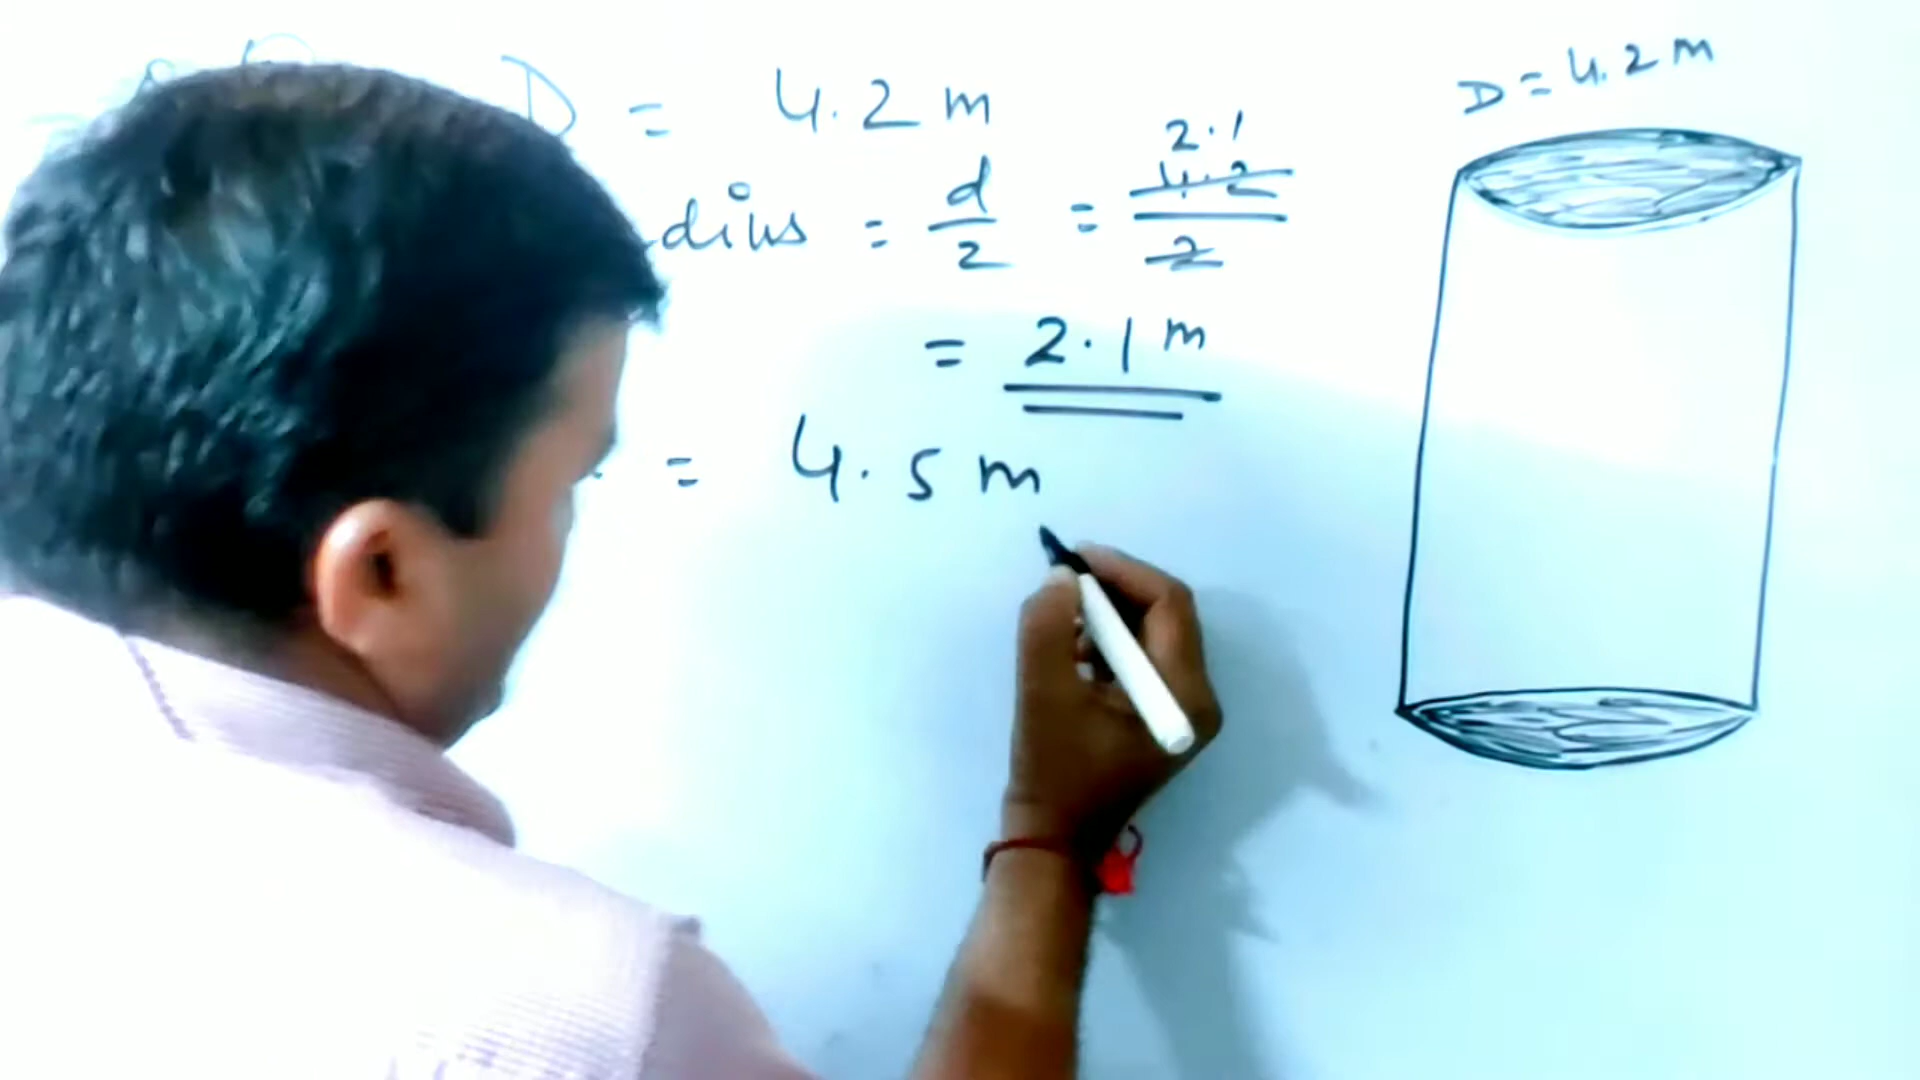 D = 4.2 m
D = 4.2 m
dius = d/2 = 4.2/2 2.1
= 2.1 m
= 4.5 m